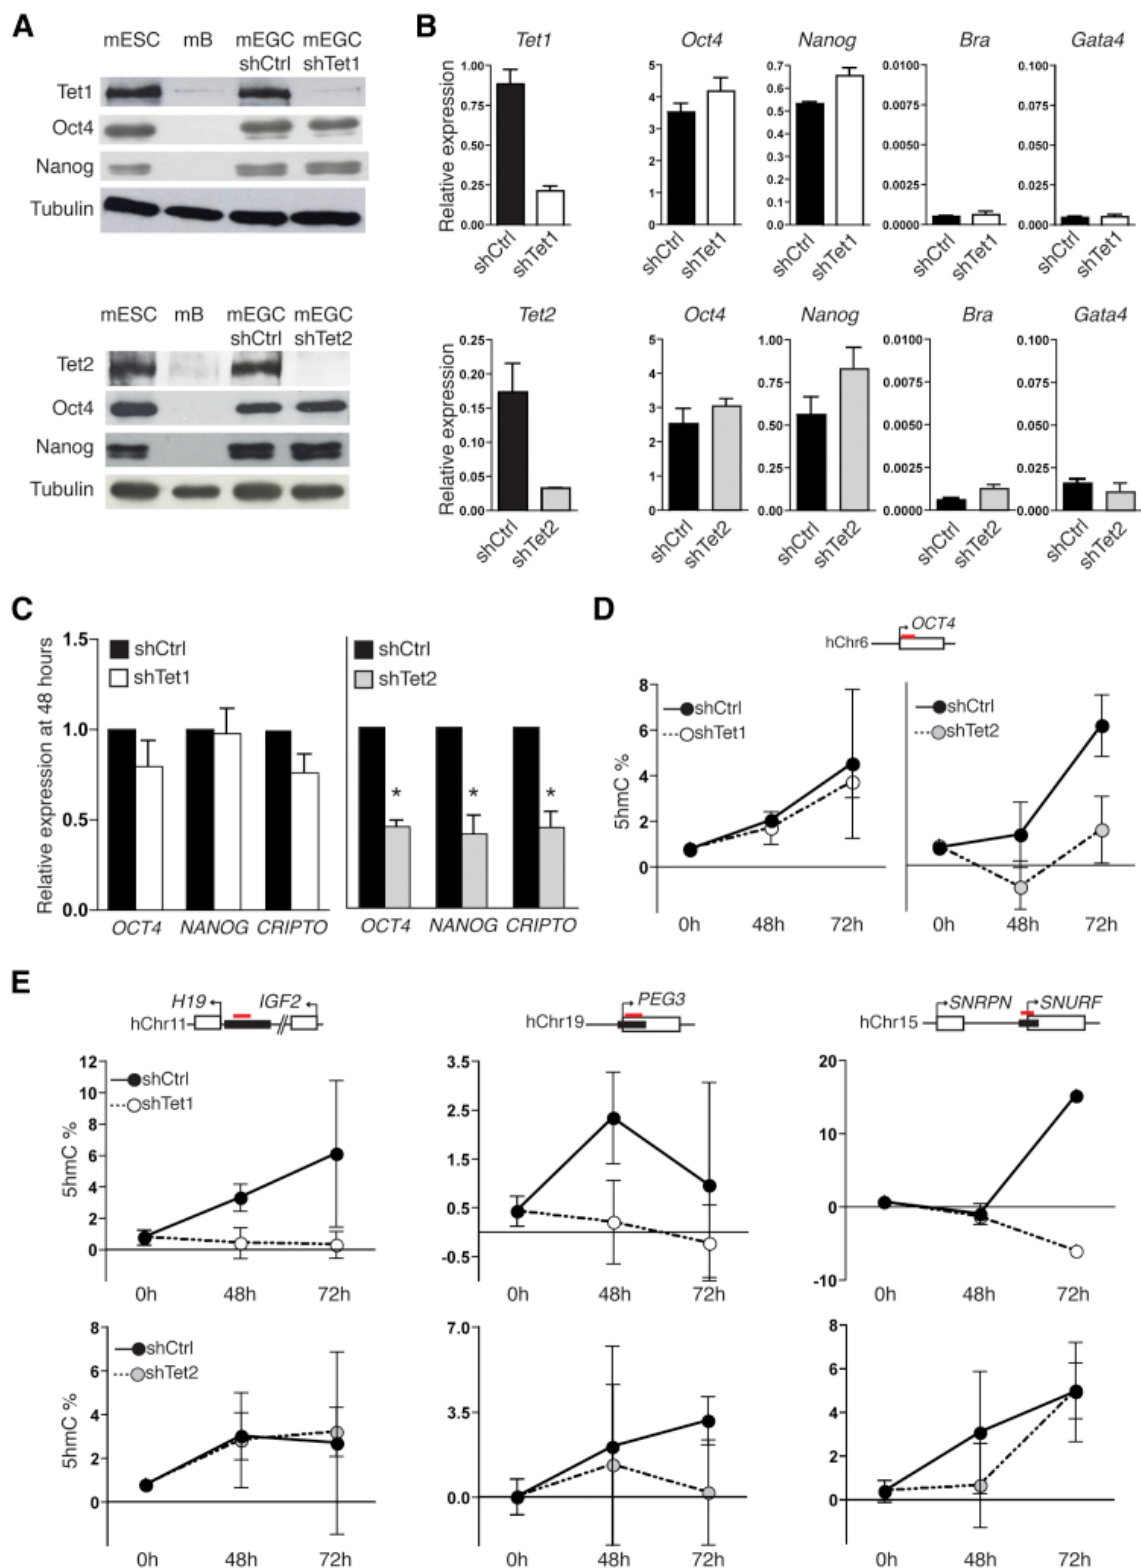 A
mESC mB mEGC mEGC
shCtrl shTet1
Tet1
Oct4
Nanog
Tubulin
mESC mB mEGC mEGC
shCtrl shTet2
Tet2
Oct4
Nanog
Tubulin
B
Tet1 Oct4 Nanog Bra Gata4
Relative expression
1.00 0.75 0.50 0.25 0.00
5 4 3 2 1 0
0.7 0.6 0.5 0.4 0.3 0.2 0.1 0.0
0.0100 0.0075 0.0050 0.0025 0.0000
0.100 0.075 0.050 0.025 0.000
shCtrl shTet1 shCtrl shTet1 shCtrl shTet1 shCtrl shTet1 shCtrl shTet1
Tet2 Oct4 Nanog Bra Gata4
Relative expression
0.25 0.20 0.15 0.10 0.05 0.00
5 4 3 2 1 0
1.00 0.75 0.50 0.25 0.00
0.0100 0.0075 0.0050 0.0025 0.0000
0.100 0.075 0.050 0.025 0.000
shCtrl shTet2 shCtrl shTet2 shCtrl shTet2 shCtrl shTet2 shCtrl shTet2
C
Relative expression at 48 hours
1.5 1.0 0.5 0.0
shCtrl
shTet1
OCT4 NANOG CRIPTO
shCtrl
shTet2
* * *
OCT4 NANOG CRIPTO
D
hChr6 OCT4
5hmC %
8 6 4 2 0
shCtrl
shTet1
0h 48h 72h
shCtrl
shTet2
0h 48h 72h
E
H19 IGF2
hChr11
PEG3
hChr19
SNRPN SNURF
hChr15
5hmC %
12 10 8 6 4 2 0
shCtrl
shTet1
0h 48h 72h
3.5 2.5 1.5 0.5 -0.5
0h 48h 72h
20 10 0 -10
0h 48h 72h
5hmC %
8 6 4 2 0
shCtrl
shTet2
0h 48h 72h
7.0 3.5 0.0
0h 48h 72h
8 6 4 2 0
0h 48h 72h